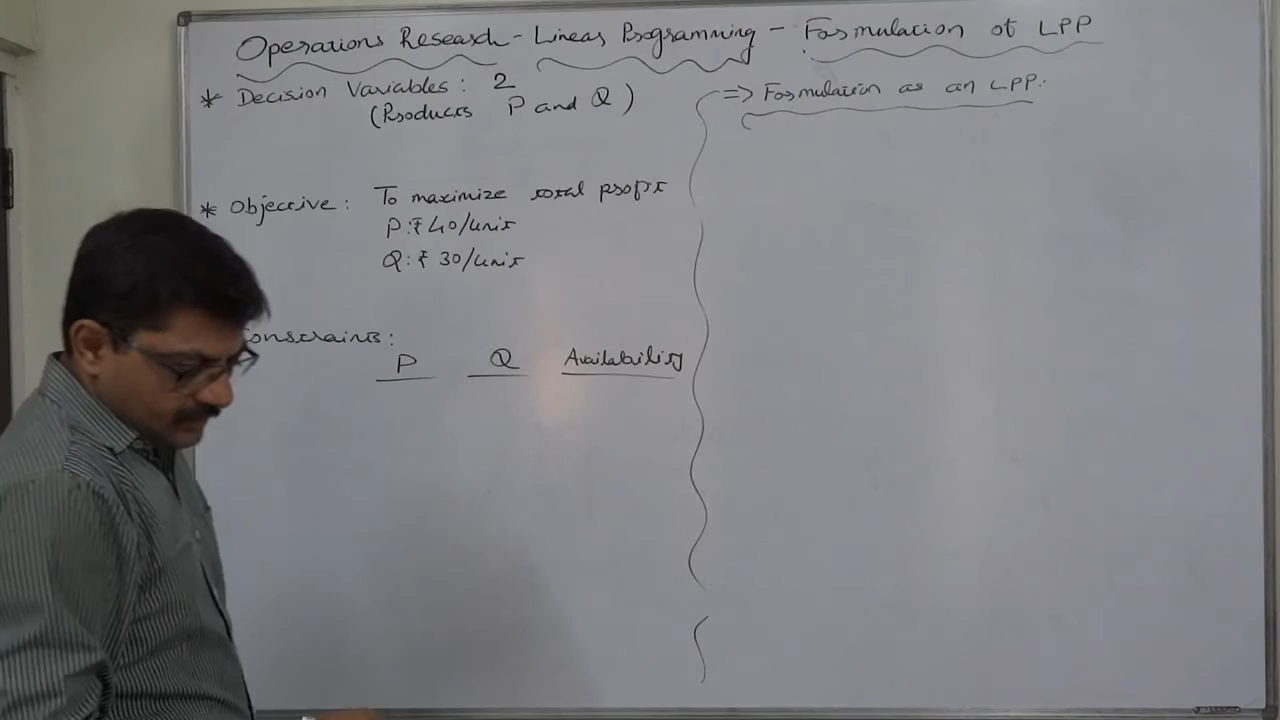 Operations Research - Linear Programming - Formulation of LPP
* Decision Variables: 2
(Products P and Q)
* Objective: To maximize total profit
P: ₹ 40/unit
Q: ₹ 30/unit
Constraints:
P Q Availability
=> Formulation as an LPP: